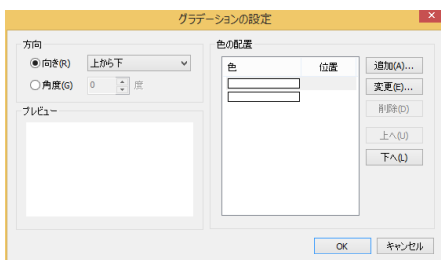 グラデーションの設定
方向
向き(R) 上から下
角度(G) 0 度
プレビュー
色の配置
色 位置
追加(A)...
変更(E)...
削除(D)
上へ(U)
下へ(L)
OK キャンセル